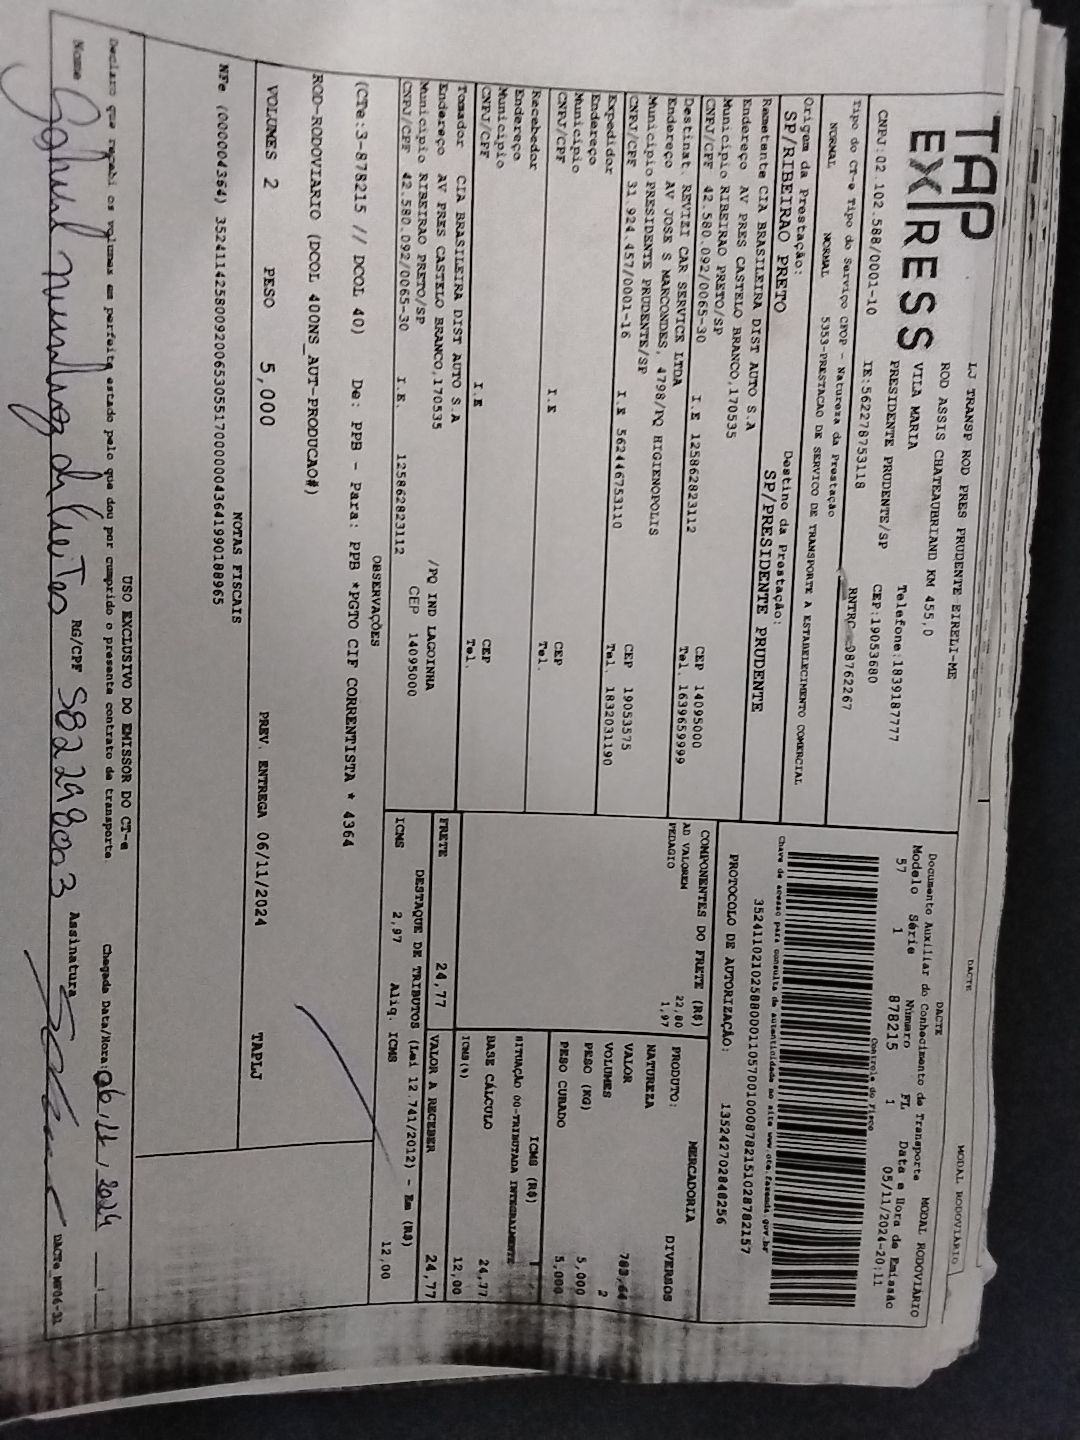 DACTE
MODAL RODOVIARIO
TAP
EXPRESS
LJ TRANSP ROD PRES PRUDENTE EIRELI-ME
ROD ASSIS CHATEAUBRIAND KM 455,0
VILA MARIA
PRESIDENTE PRUDENTE/SP
Telefone:1839187777
CEP:19053680
CNPJ:02.102.588/0001-10
IE:562278753118
RNTRC 08762267
Tipo do CT-e Tipo do Serviço CFOP - Natureza da Prestação
NORMAL NORMAL 5353-PRESTACAO DE SERVICO DE TRANSPORTE A ESTABELECIMENTO COMERCIAL
Origem da Prestação: Destino da Prestação:
SP/RIBEIRAO PRETO SP/PRESIDENTE PRUDENTE
Remetente CIA BRASILEIRA DIST AUTO S.A
Endereço AV PRES CASTELO BRANCO,170535
Municipio RIBEIRAO PRETO/SP CEP 14095000
CNPJ/CPF 42.580.092/0065-30 I.E 125862823112 Tel. 1639659999
Destinat. REVIZI CAR SERVICE LTDA
Endereço AV JOSE S MARCONDES, 4798/PQ HIGIENOPOLIS
Municipio PRESIDENTE PRUDENTE/SP CEP 19053575
CNPJ/CPF 31.924.457/0001-16 I.E 562446753110 Tel. 1832031190
Expedidor
Endereço
Municipio CEP
CNPJ/CPF I.E Tel.
Recebedor
Endereço
Municipio CEP
CNPJ/CPF I.E Tel.
Tomador CIA BRASILEIRA DIST AUTO S.A
Endereço AV PRES CASTELO BRANCO,170535 /PQ IND LAGOINHA
Municipio RIBEIRAO PRETO/SP CEP 14095000
CNPJ/CPF 42.580.092/0065-30 I.E. 125862823112
DACTE MODAL RODOVIÁRIO
Documento Auxiliar do Conhecimento de Transporte
Modelo Série Número FL Data e Hora de Emissão
57 1 878215 1 05/11/2024-20:11
Controle do Fisco
Chave de acesso para consulta de autenticidade no site www.cte.fazenda.gov.br
35241102102588000110570010008782151028782157
PROTOCOLO DE AUTORIZAÇÃO: 135242702848256
COMPONENTES DO FRETE (R$)
AD VALOREM 22,80
PEDAGIO 1,97
FRETE 24,77
MERCADORIA
PRODUTO: DIVERSOS
NATUREZA
VALOR 783,64
VOLUMES 2
PESO (KG) 5,000
PESO CUBADO 5,000
ICMS (R$)
SITUAÇÃO 00-TRIBUTADA INTEGRALMENTE
BASE CÁLCULO 24,77
ICMS(%) 12,00
VALOR A RECEBER 24,77
DESTAQUE DE TRIBUTOS (Lei 12.741/2012) - Em (R$)
ICMS 2,97 Aliq. ICMS 12,00
OBSERVAÇÕES
(CTe:3-878215 // DCOL 40) De: PPB - Para: PPB *PGTO CIF CORRENTISTA * 4364
ROD-RODOVIARIO (DCOL 400NS_AUT-PRODUCAO#)
VOLUMES 2 PESO 5,000 PREV. ENTREGA 06/11/2024 TAPLJ
NOTAS FISCAIS
NFe (000004364) 35241142580092006530551700000043641990188965
USO EXCLUSIVO DO EMISSOR DO CT-e
Declaro que recebi os volumes em perfeito estado pelo que dou por cumprido o presente contrato de transporte. Chegada Data/Hora: 06/11/2024
Nome RG/CPF 582298003 Assinatura